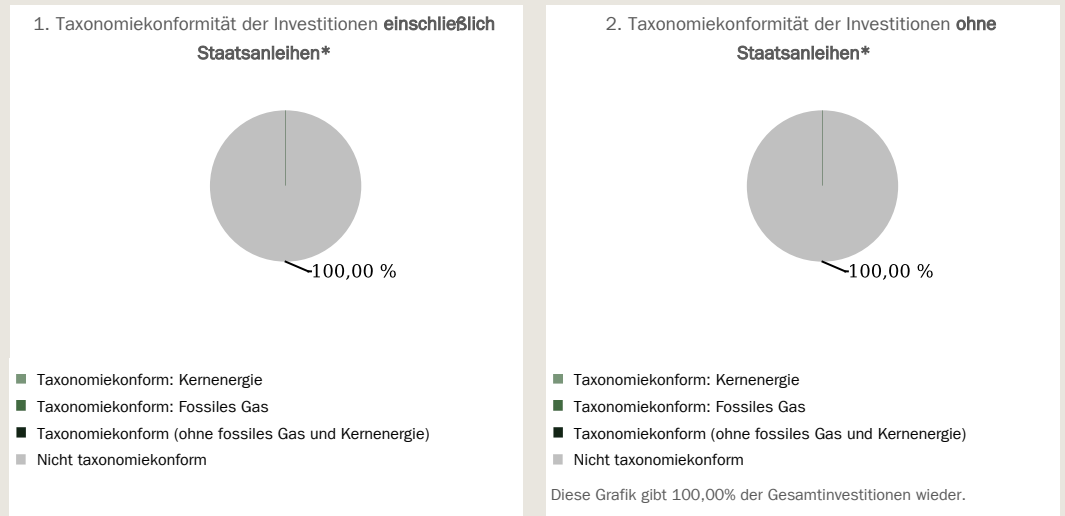 1. Taxonomiekonformität der Investitionen einschließlich
Staatsanleihen*
100,00 %
Taxonomiekonform: Kernenergie
Taxonomiekonform: Fossiles Gas
Taxonomiekonform (ohne fossiles Gas und Kernenergie)
Nicht taxonomiekonform
2. Taxonomiekonformität der Investitionen ohne
Staatsanleihen*
100,00 %
Taxonomiekonform: Kernenergie
Taxonomiekonform: Fossiles Gas
Taxonomiekonform (ohne fossiles Gas und Kernenergie)
Nicht taxonomiekonform
Diese Grafik gibt 100,00% der Gesamtinvestitionen wieder.